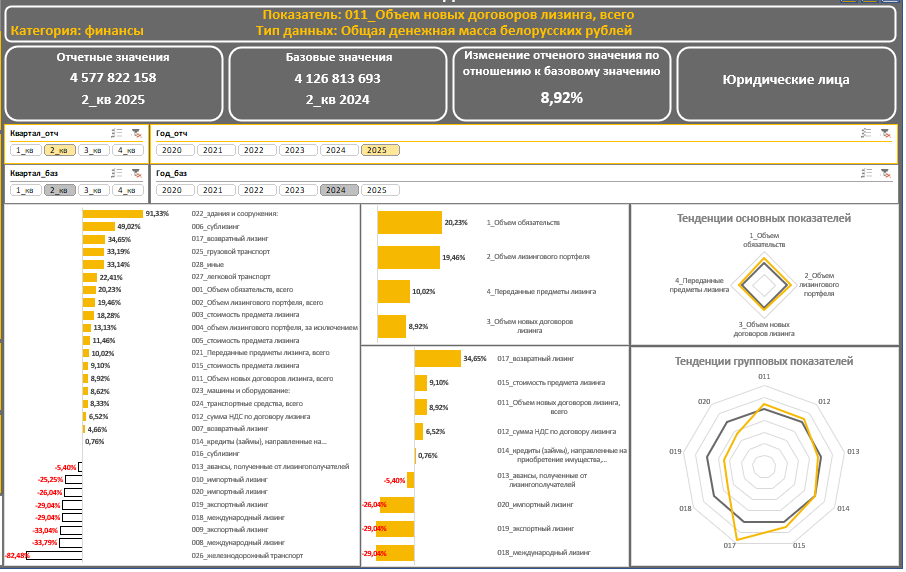 Показатель: 011_Объем новых договоров лизинга, всего
Категория: финансы
Тип данных: Общая денежная масса белорусских рублей
Отчетные значения
4 577 822 158
2_кв 2025
Базовые значения
4 126 813 693
2_кв 2024
Изменение отченого значения по
отношению к базовому значению
8,92%
Юридические лица
Квартал_отч
1_кв 2_кв 3_кв 4_кв
Год_отч
2020 2021 2022 2023 2024 2025
Квартал_баз
1_кв 2_кв 3_кв 4_кв
Год_баз
2020 2021 2022 2023 2024 2025
91,33% 022_здания и сооружения:
49,02% 006_сублизинг
34,65% 017_возвратный лизинг
33,19% 025_грузовой транспорт
33,14% 028_иные
22,41% 027_легковой транспорт
20,23% 001_Объем обязательств, всего
19,46% 002_Объем лизингового портфеля, всего
18,28% 003_стоимость предмета лизинга
13,13% 004_объем лизингового портфеля, за исключением
11,46% 005_стоимость предмета лизинга
10,02% 021_Переданные предметы лизинга, всего
9,10% 015_стоимость предмета лизинга
8,92% 011_Объем новых договоров лизинга, всего
8,62% 023_машины и оборудование:
8,33% 024_транспортные средства, всего
6,52% 012_сумма НДС по договору лизинга
4,66% 007_возвратный лизинг
0,76% 014_кредиты (займы), направленные на...
016_сублизинг
-5,40% 013_авансы, полученные от лизингополучателей
-25,25% 010_импортный лизинг
-26,04% 020_импортный лизинг
-29,04% 019_экспортный лизинг
-29,04% 018_международный лизинг
-33,04% 009_экспортный лизинг
-33,79% 008_международный лизинг
-82,48% 026_железнодорожный транспорт
20,23% 1_Объем обязательств
19,46% 2_Объем лизингового портфеля
10,02% 4_Переданные предметы лизинга
8,92% 3_Объем новых договоров
лизинга
34,65% 017_возвратный лизинг
9,10% 015_стоимость предмета лизинга
8,92% 011_Объем новых договоров лизинга,
всего
6,52% 012_сумма НДС по договору лизинга
0,76% 014_кредиты (займы), направленные на
приобретение имущества,...
-5,40% 013_авансы, полученные от
лизингополучателей
-26,04% 020_импортный лизинг
-29,04% 019_экспортный лизинг
-29,04% 018_международный лизинг
Тенденции основных показателей
1_Объем
обязательств
2_Объем
лизингового
портфеля
4_Переданные
предметы лизинга
3_Объем новых
договоров лизинга
Тенденции групповых показателей
011
012
013
014
015
017
018
019
020